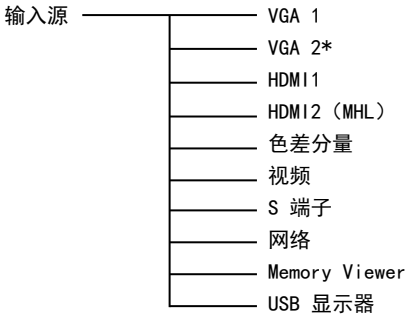 输入源
VGA 1
VGA 2*
HDMI1
HDMI2（MHL）
色差分量
视频
S 端子
网络
Memory Viewer
USB 显示器